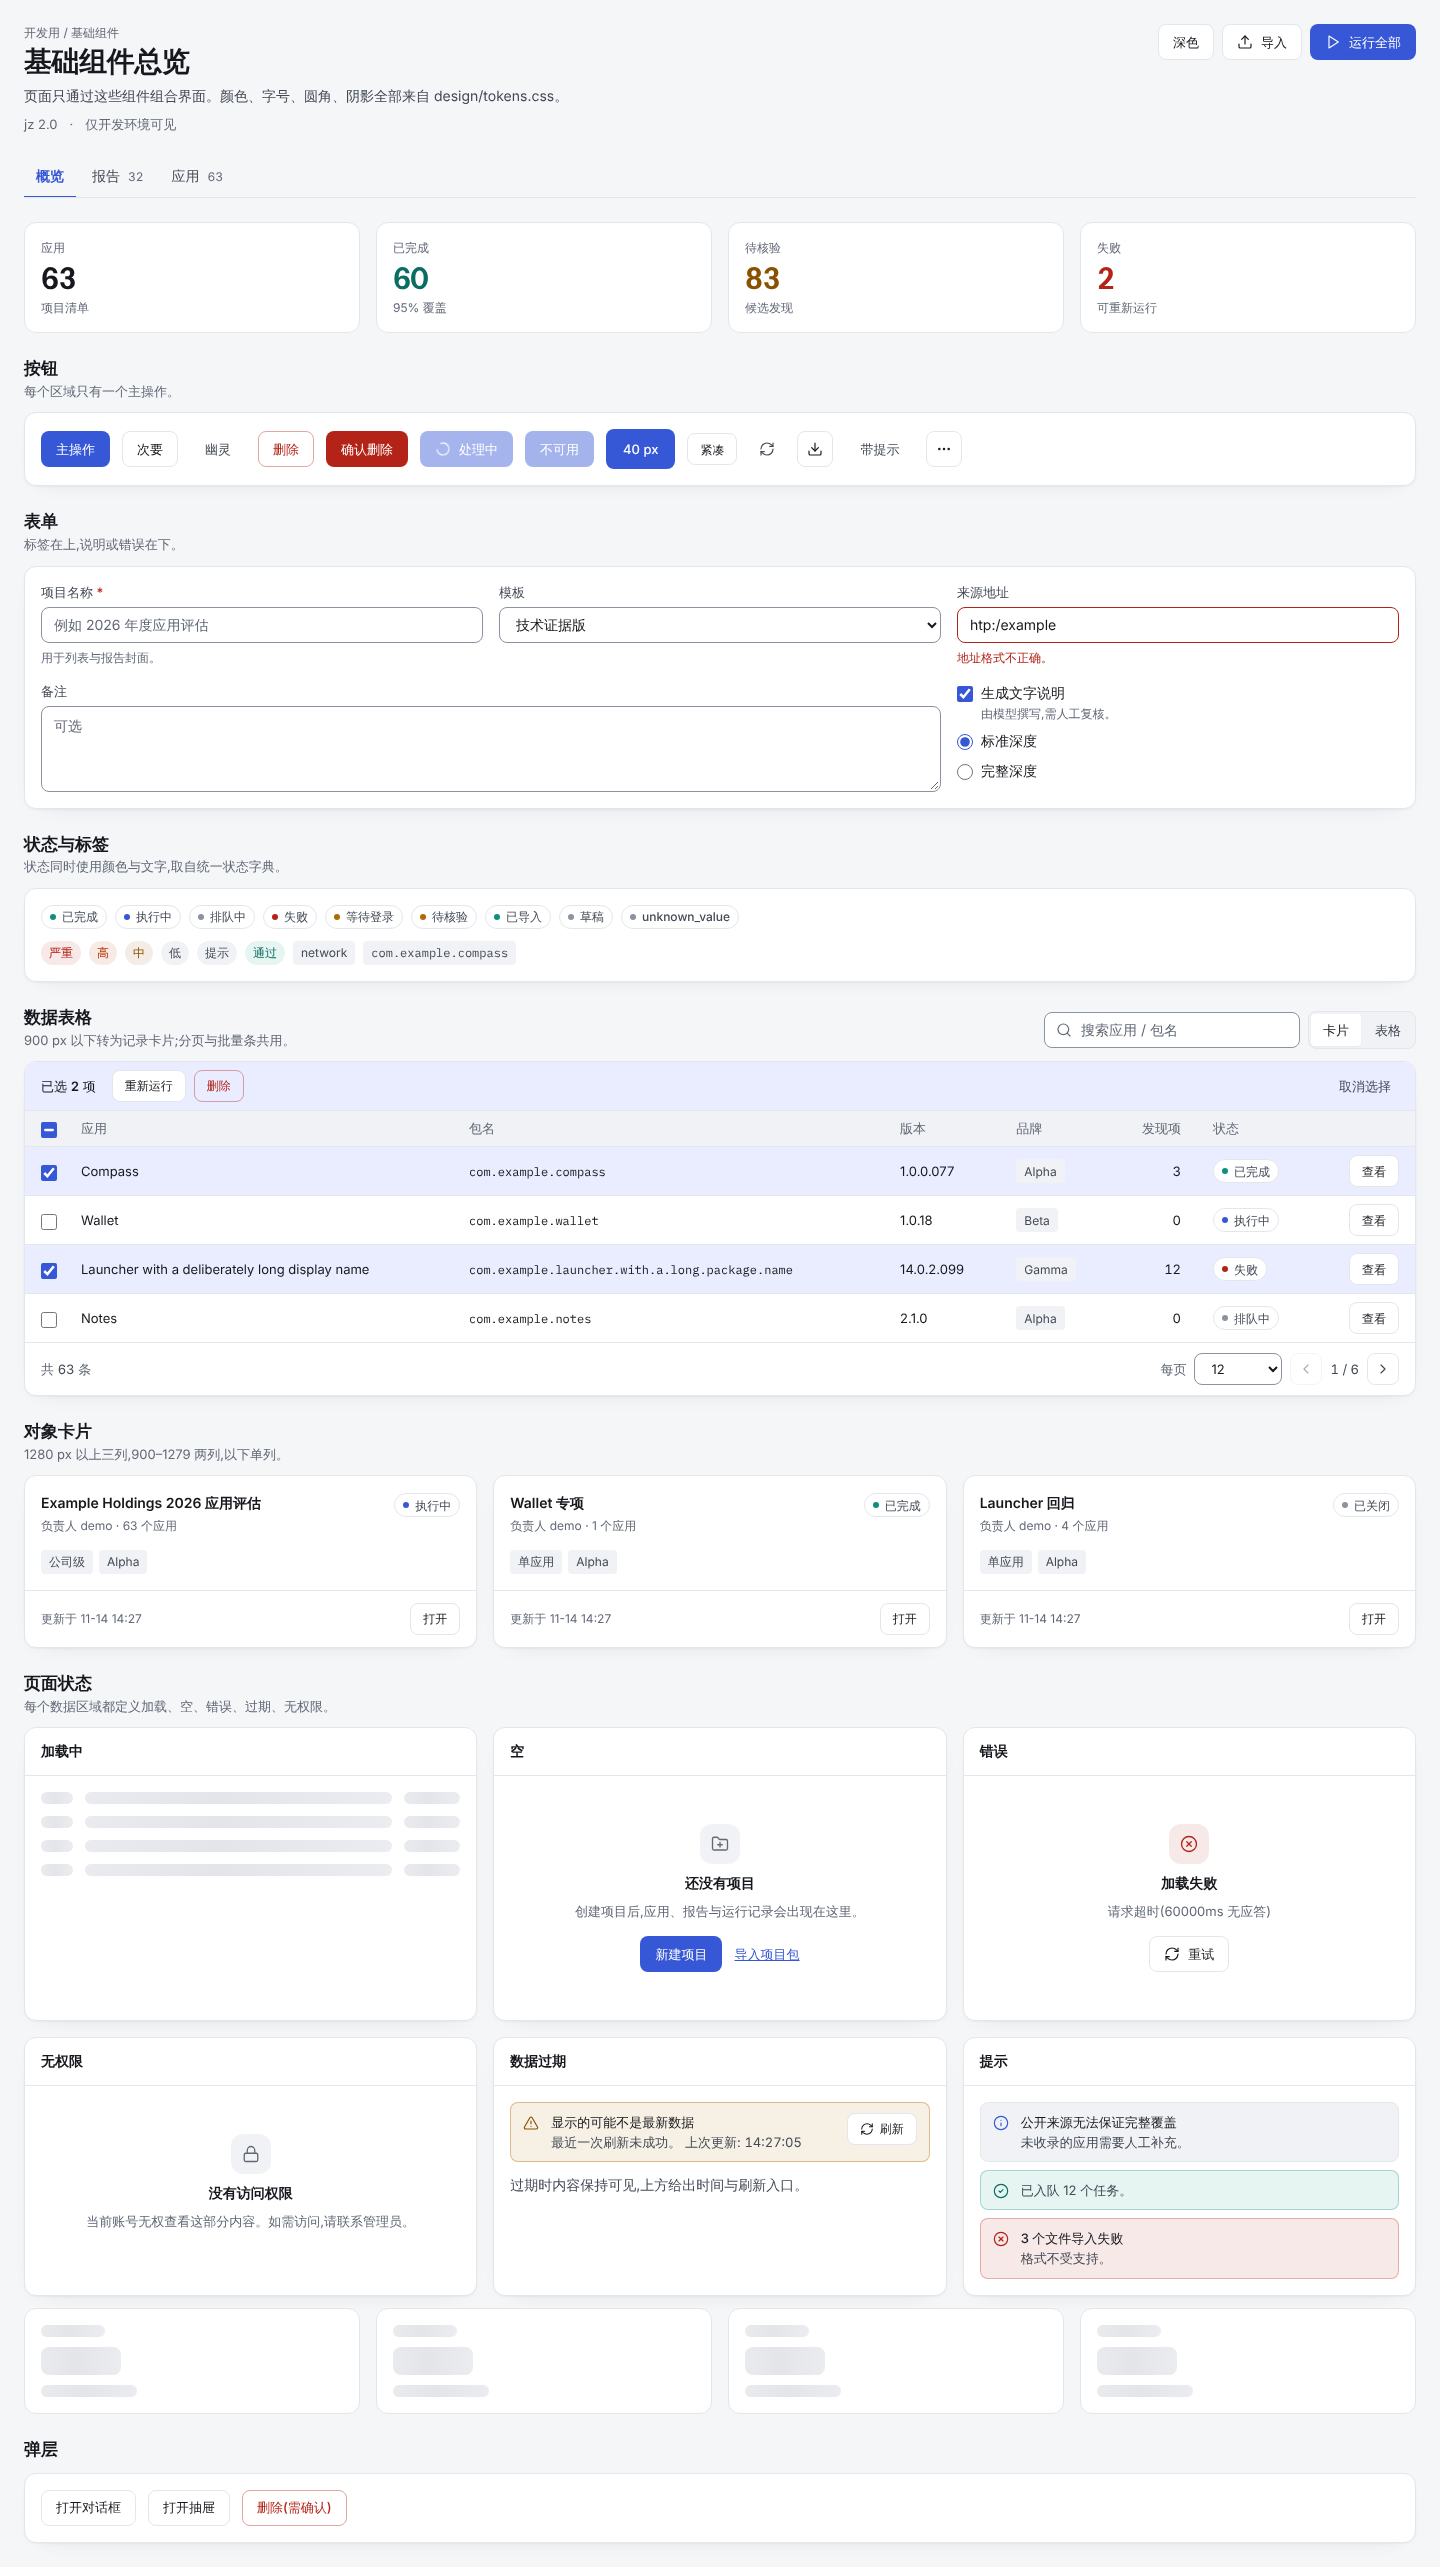 开发用 / 基础组件
基础组件总览
页面只通过这些组件组合界面。颜色、字号、圆角、阴影全部来自 design/tokens.css。
jz 2.0 · 仅开发环境可见
深色 导入 运行全部
概览 报告 32 应用 63
应用 已完成 待核验 失败
63 60 83 2
项目清单 95% 覆盖 候选发现 可重新运行
按钮
每个区域只有一个主操作。
主操作 次要 幽灵 删除 确认删除 处理中 不可用 40 px 紧凑 带提示
表单
标签在上,说明或错误在下。
项目名称 * 模板 来源地址
例如 2026 年度应用评估 技术证据版 htp:/example
用于列表与报告封面。 地址格式不正确。
备注
可选
生成文字说明
由模型撰写,需人工复核。
标准深度
完整深度
状态与标签
状态同时使用颜色与文字,取自统一状态字典。
已完成 执行中 排队中 失败 等待登录 待核验 已导入 草稿 unknown_value
严重 高 中 低 提示 通过 network com.example.compass
数据表格
900 px 以下转为记录卡片;分页与批量条共用。
搜索应用 / 包名 卡片 表格
已选 2 项 重新运行 删除 取消选择
应用 包名 版本 品牌 发现项 状态
Compass com.example.compass 1.0.0.077 Alpha 3 已完成 查看
Wallet com.example.wallet 1.0.18 Beta 0 执行中 查看
Launcher with a deliberately long display name com.example.launcher.with.a.long.package.name 14.0.2.099 Gamma 12 失败 查看
Notes com.example.notes 2.1.0 Alpha 0 排队中 查看
共 63 条 每页 12 1 / 6
对象卡片
1280 px 以上三列,900–1279 两列,以下单列。
Example Holdings 2026 应用评估 执行中
负责人 demo · 63 个应用
公司级 Alpha
更新于 11-14 14:27 打开
Wallet 专项 已完成
负责人 demo · 1 个应用
单应用 Alpha
更新于 11-14 14:27 打开
Launcher 回归 已关闭
负责人 demo · 4 个应用
单应用 Alpha
更新于 11-14 14:27 打开
页面状态
每个数据区域都定义加载、空、错误、过期、无权限。
加载中
空
还没有项目
创建项目后,应用、报告与运行记录会出现在这里。
新建项目 导入项目包
错误
加载失败
请求超时(60000ms 无应答)
重试
无权限
没有访问权限
当前账号无权查看这部分内容。如需访问,请联系管理员。
数据过期
显示的可能不是最新数据
最近一次刷新未成功。 上次更新: 14:27:05
刷新
过期时内容保持可见,上方给出时间与刷新入口。
提示
公开来源无法保证完整覆盖
未收录的应用需要人工补充。
已入队 12 个任务。
3 个文件导入失败
格式不受支持。
弹层
打开对话框 打开抽屉 删除(需确认)